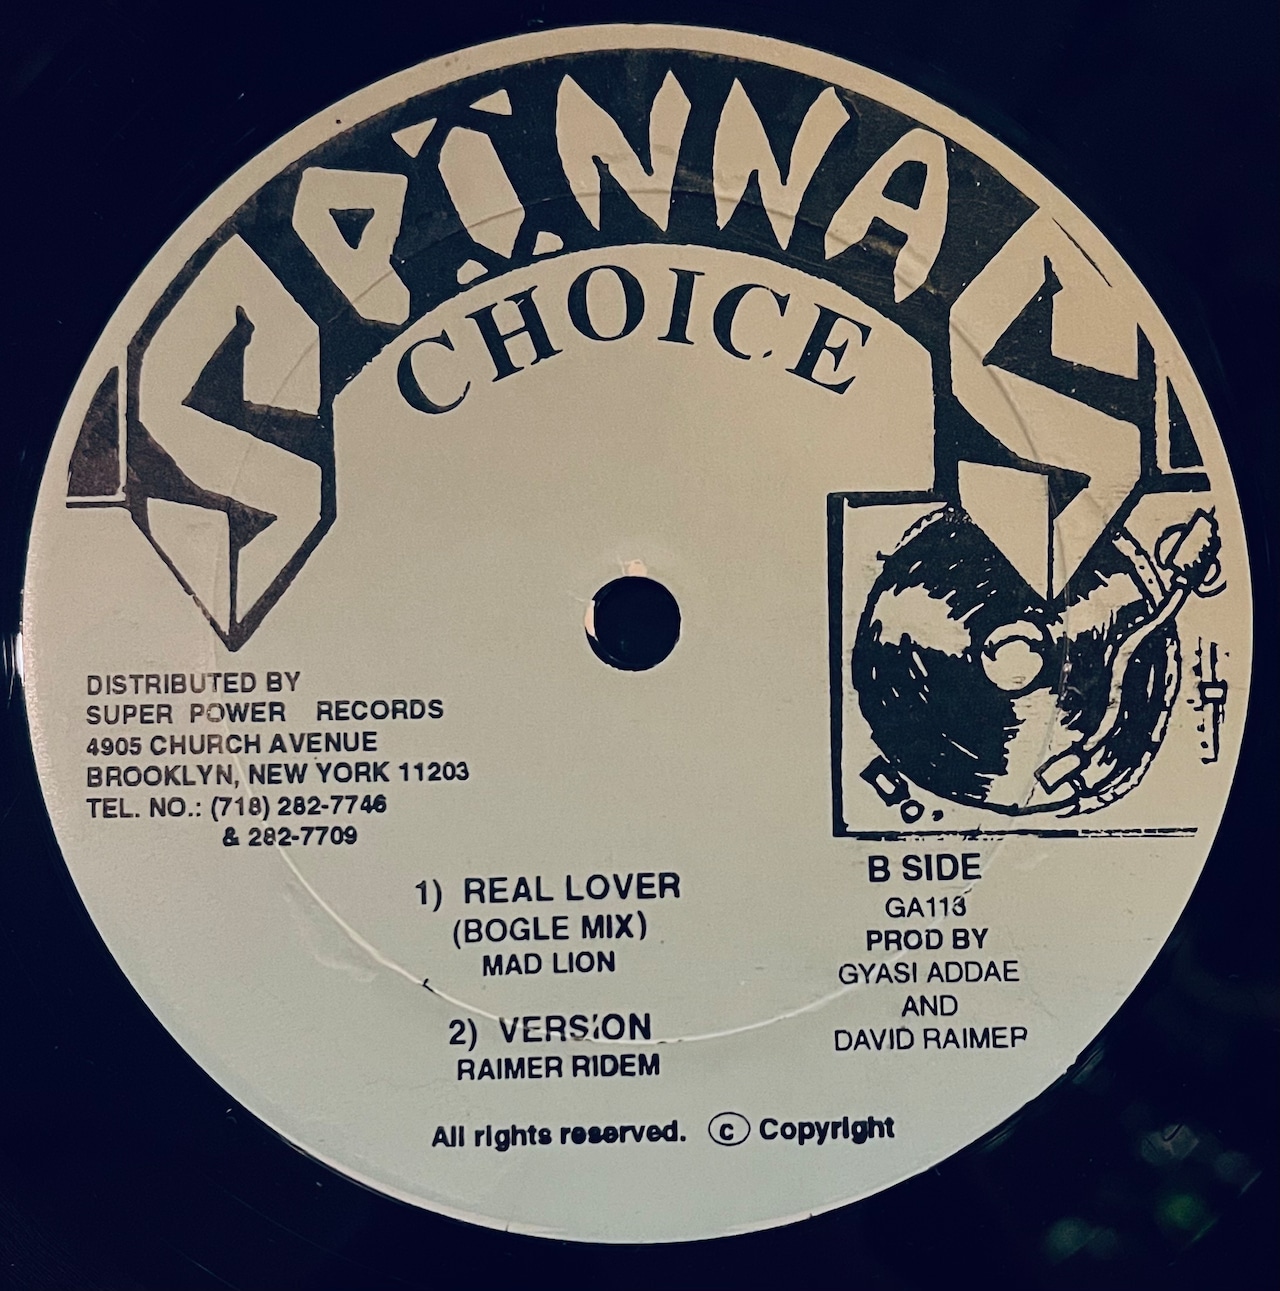 SPINNAS
CHOICE
DISTRIBUTED BY
SUPER POWER RECORDS
4905 CHURCH AVENUE
BROOKLYN, NEW YORK 11203
TEL. NO.: (718) 282-7746
& 282-7709
1) REAL LOVER
(BOGLE MIX)
MAD LION
2) VERSION
RAIMER RIDEM
B SIDE
GA113
PROD BY
GYASI ADDAE
AND
DAVID RAIMER
All rights reserved. © Copyright